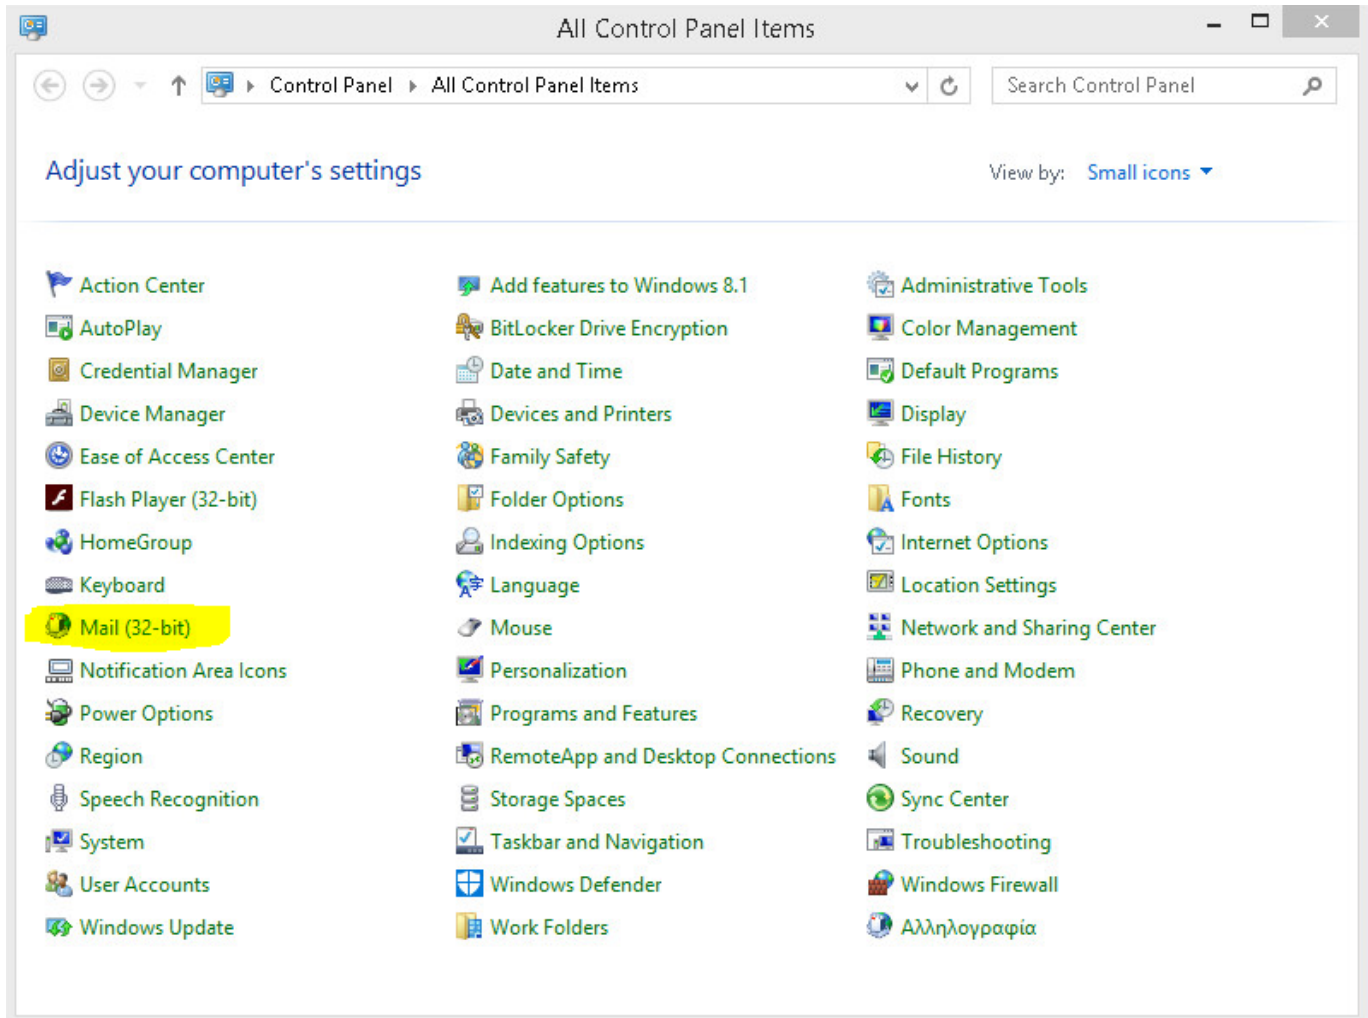 All Control Panel Items
Control Panel All Control Panel Items Search Control Panel
Adjust your computer's settings View by: Small icons
Action Center Add features to Windows 8.1 Administrative Tools
AutoPlay BitLocker Drive Encryption Color Management
Credential Manager Date and Time Default Programs
Device Manager Devices and Printers Display
Ease of Access Center Family Safety File History
Flash Player (32-bit) Folder Options Fonts
HomeGroup Indexing Options Internet Options
Keyboard Language Location Settings
Mail (32-bit) Mouse Network and Sharing Center
Notification Area Icons Personalization Phone and Modem
Power Options Programs and Features Recovery
Region RemoteApp and Desktop Connections Sound
Speech Recognition Storage Spaces Sync Center
System Taskbar and Navigation Troubleshooting
User Accounts Windows Defender Windows Firewall
Windows Update Work Folders Αλληλογραφία